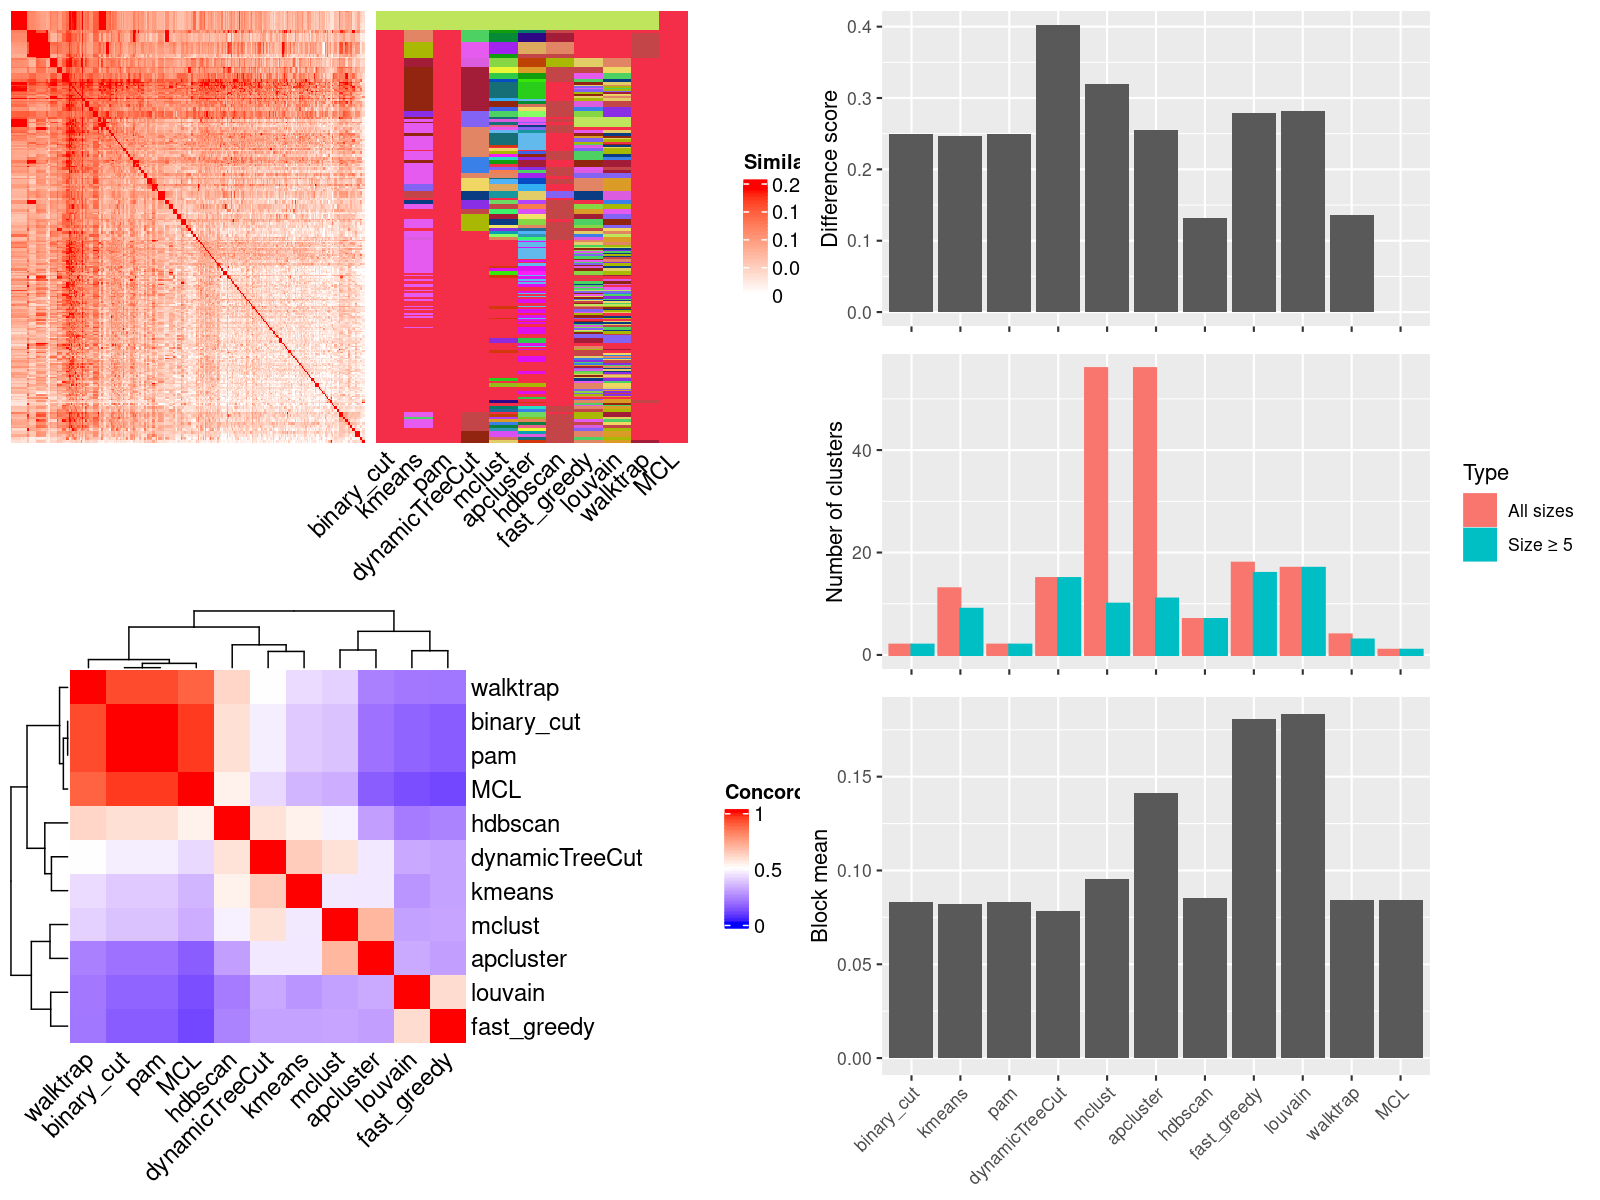 Simila
0.2
0.1
0.1
0.0
0
binary_cut
kmeans
pam
dynamicTreeCut
mclust
apcluster
hdbscan
fast_greedy
louvain
walktrap
MCL
walktrap
binary_cut
pam
MCL
hdbscan
dynamicTreeCut
kmeans
mclust
apcluster
louvain
fast_greedy
walktrap
binary_cut
pam
MCL
hdbscan
dynamicTreeCut
kmeans
mclust
apcluster
louvain
fast_greedy
Concord
1
0.5
0
Difference score
0.4
0.3
0.2
0.1
0.0
Number of clusters
40
20
0
Type
All sizes
Size ≥ 5
Block mean
0.15
0.10
0.05
0.00
binary_cut
kmeans
pam
dynamicTreeCut
mclust
apcluster
hdbscan
fast_greedy
louvain
walktrap
MCL